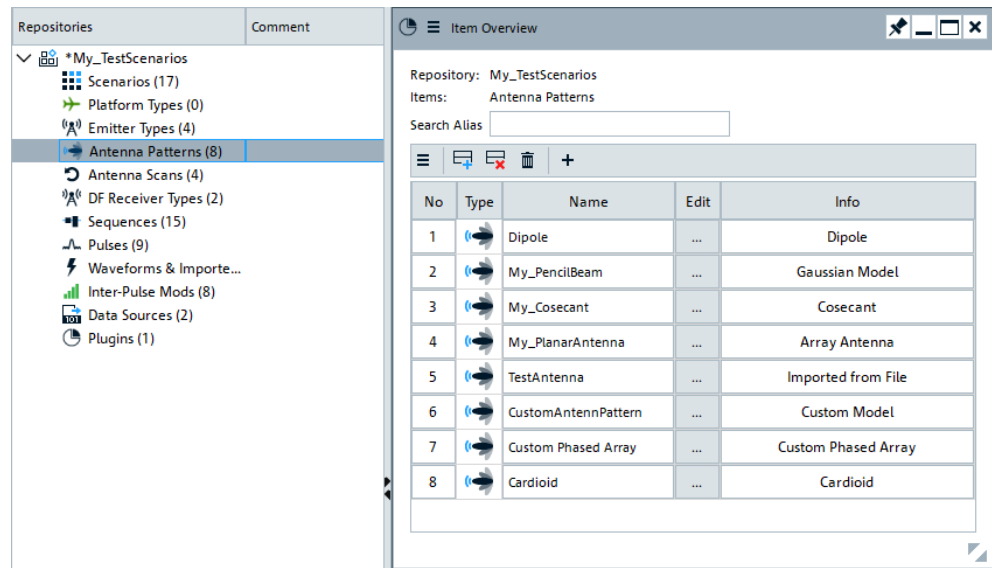 Repositories Comment
*My_TestScenarios
Scenarios (17)
Platform Types (0)
Emitter Types (4)
Antenna Patterns (8)
Antenna Scans (4)
DF Receiver Types (2)
Sequences (15)
Pulses (9)
Waveforms & Importe...
Inter-Pulse Mods (8)
101 Data Sources (2)
Plugins (1)
Item Overview
Repository: My_TestScenarios
Items: Antenna Patterns
Search Alias
No Type Name Edit Info
1 Dipole ... Dipole
2 My_PencilBeam ... Gaussian Model
3 My_Cosecant ... Cosecant
4 My_PlanarAntenna ... Array Antenna
5 TestAntenna ... Imported from File
6 CustomAntennPattern ... Custom Model
7 Custom Phased Array ... Custom Phased Array
8 Cardioid ... Cardioid